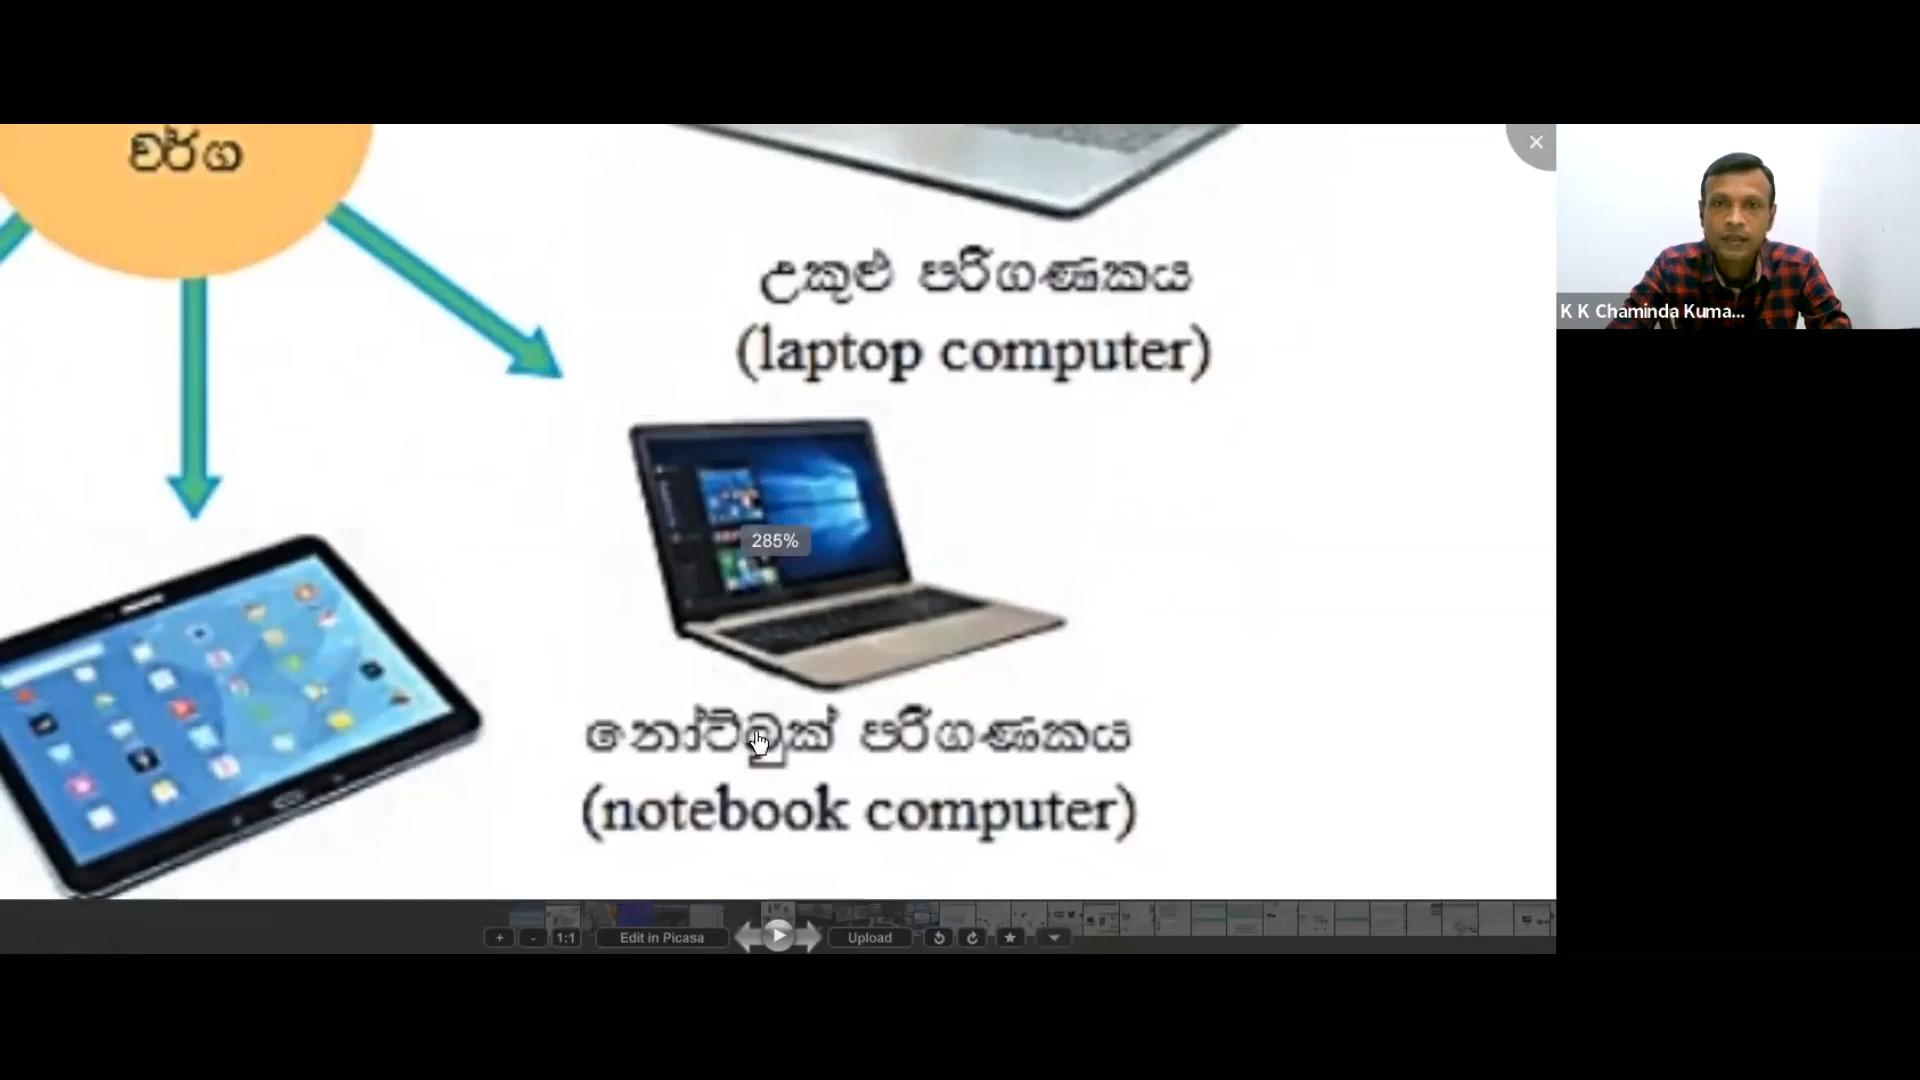 වර්ග
උකුළු පරිගණකය
(laptop computer)
285%
නෝට්බුක් පරිගණකය
(notebook computer)
K K Chaminda Kuma...
+ - 1:1 Edit in Picasa Upload